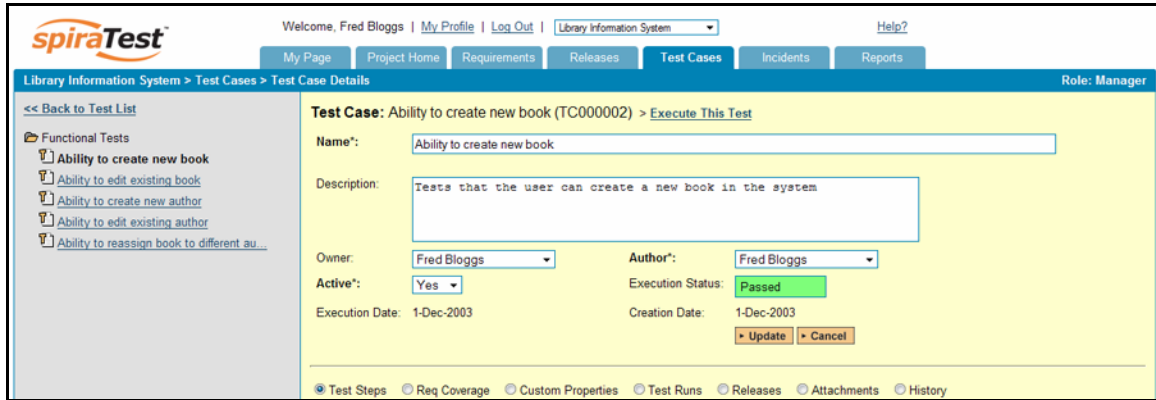 spiraTest
Welcome, Fred Bloggs | My Profile | Log Out | Library Information System Help?
My Page Project Home Requirements Releases Test Cases Incidents Reports
Library Information System > Test Cases > Test Case Details Role: Manager
<< Back to Test List
Functional Tests
Ability to create new book
Ability to edit existing book
Ability to create new author
Ability to edit existing author
Ability to reassign book to different au...
Test Case: Ability to create new book (TC000002) > Execute This Test
Name*: Ability to create new book
Description: Tests that the user can create a new book in the system
Owner: Fred Bloggs Author*: Fred Bloggs
Active*: Yes Execution Status: Passed
Execution Date: 1-Dec-2003 Creation Date: 1-Dec-2003
Update Cancel
Test Steps Req Coverage Custom Properties Test Runs Releases Attachments History